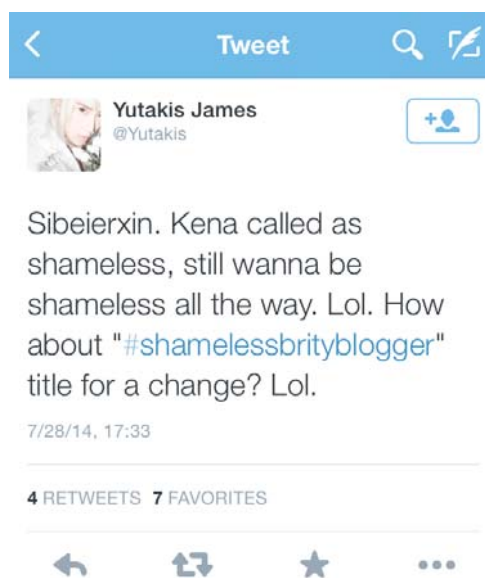 Tweet
Yutakis James
@Yutakis
Sibeierxin. Kena called as
shameless, still wanna be
shameless all the way. Lol. How
about "#shamelessbrityblogger"
title for a change? Lol.
7/28/14, 17:33
4 RETWEETS 7 FAVORITES